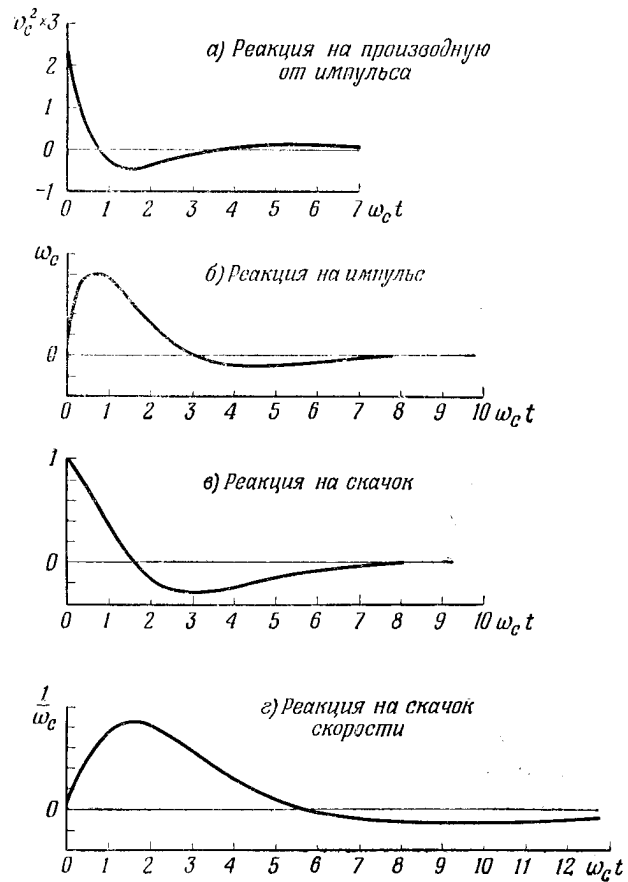 ω_c²×3
а) Реакция на производную
от импульса
2
1
0
-1
0 1 2 3 4 5 6 7 ω_c t
ω_c
б) Реакция на импульс
0
0 1 2 3 4 5 6 7 8 9 10 ω_c t
1
в) Реакция на скачок
0
0 1 2 3 4 5 6 7 8 9 10 ω_c t
1/ω_c
г) Реакция на скачок
скорости
0
0 1 2 3 4 5 6 7 8 9 10 11 12 ω_c t